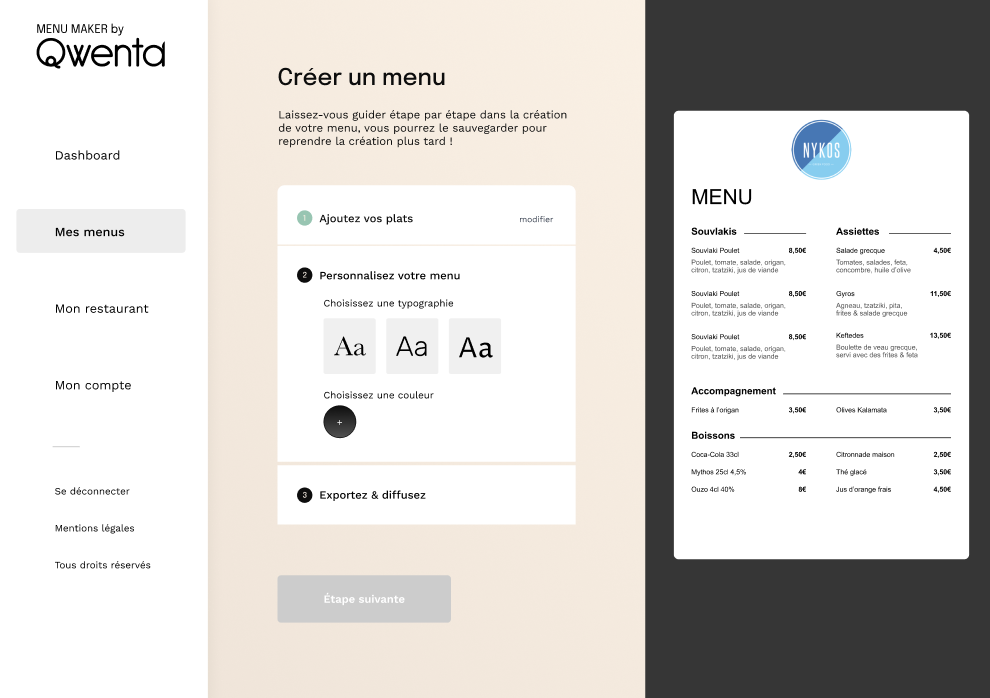 MENU MAKER by
Qwenta
Dashboard
Mes menus
Mon restaurant
Mon compte
Se déconnecter
Mentions légales
Tous droits réservés
Créer un menu
Laissez-vous guider étape par étape dans la création
de votre menu, vous pourrez le sauvegarder pour
reprendre la création plus tard !
1 Ajoutez vos plats modifier
2 Personnalisez votre menu
Choisissez une typographie
Aa Aa Aa
Choisissez une couleur
+
3 Exportez & diffusez
Étape suivante
NYKOS
MENU
Souvlakis
Souvlaki Poulet 8,50€
Poulet, tomate, salade, origan,
citron, tzatziki, jus de viande
Souvlaki Poulet 8,50€
Poulet, tomate, salade, origan,
citron, tzatziki, jus de viande
Souvlaki Poulet 8,50€
Poulet, tomate, salade, origan,
citron, tzatziki, jus de viande
Assiettes
Salade grecque 4,50€
Tomates, salades, feta,
concombre, huile d'olive
Gyros 11,50€
Agneau, tzatziki, pita,
frites & salade grecque
Keftedes 13,50€
Boulette de veau grecque,
servi avec des frites & feta
Accompagnement
Frites à l'origan 3,50€ Olives Kalamata 3,50€
Boissons
Coca-Cola 33cl 2,50€ Citronnade maison 2,50€
Mythos 25cl 4,5% 4€ Thé glacé 3,50€
Ouzo 4cl 40% 8€ Jus d'orange frais 4,50€